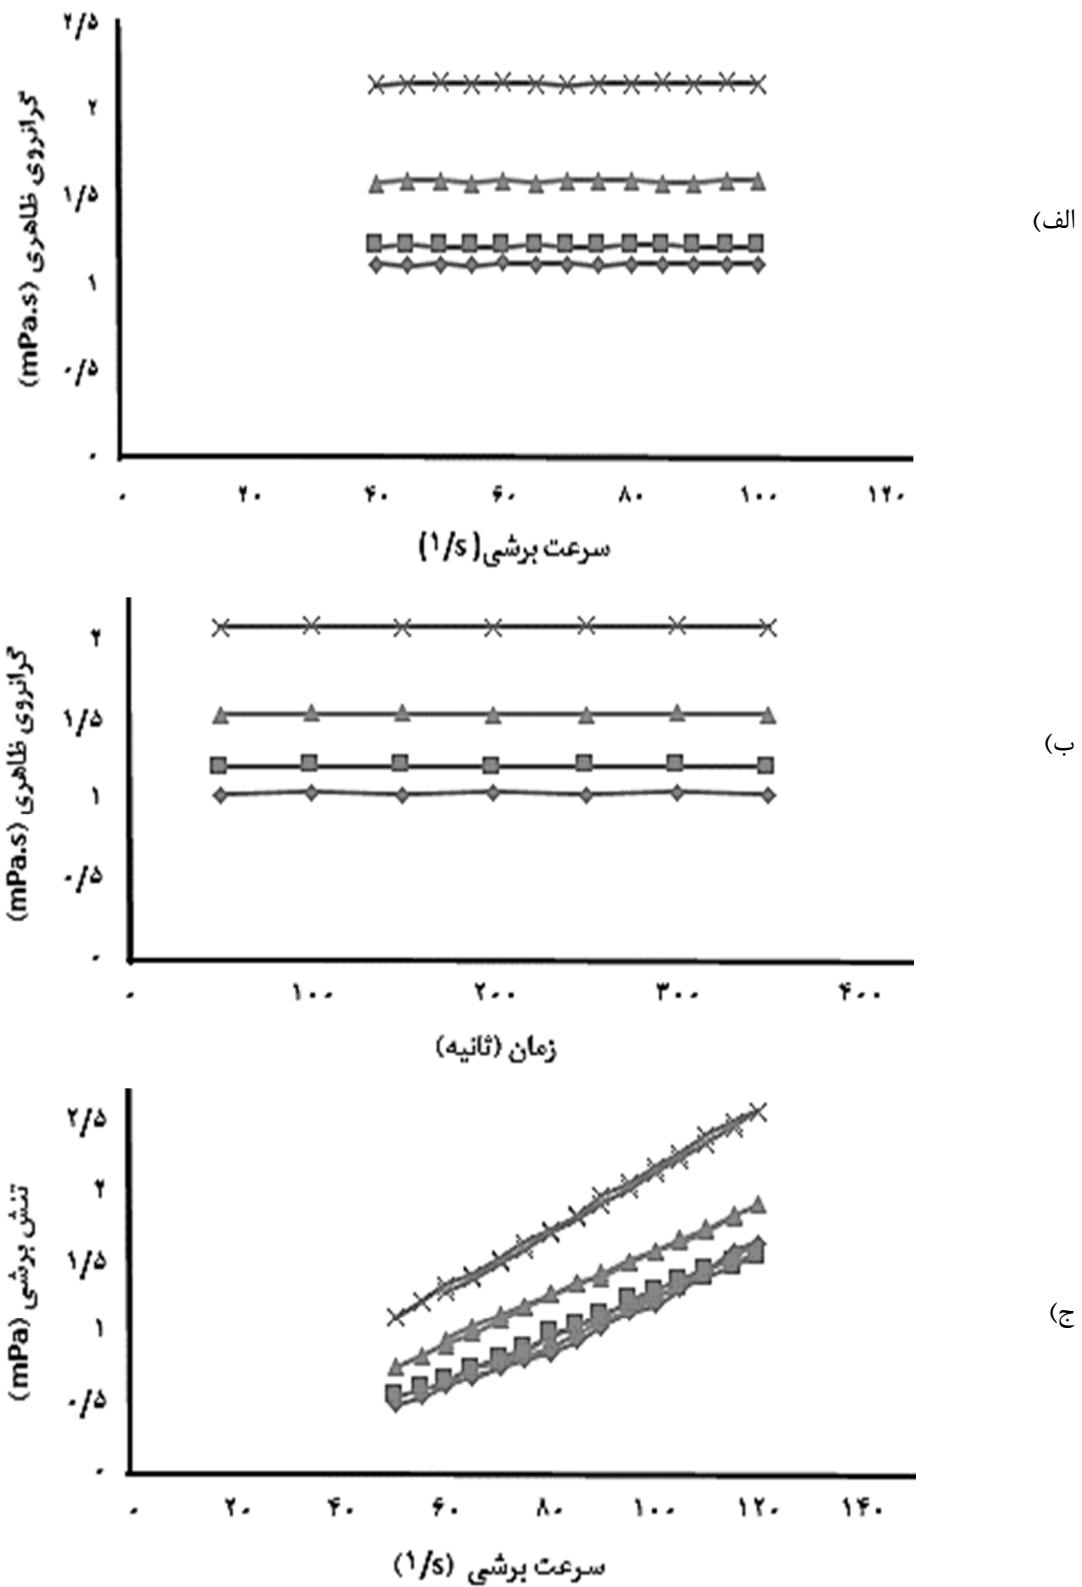 الف)
گرانروی ظاهری (mPa.s)
۲/۵
۲
۱/۵
۱
۰/۵
۰
۰ ۲۰ ۴۰ ۶۰ ۸۰ ۱۰۰ ۱۲۰
سرعت برشی(۱/s)
ب)
گرانروی ظاهری (mPa.s)
۲
۱/۵
۱
۰/۵
۰
۰ ۱۰۰ ۲۰۰ ۳۰۰ ۴۰۰
زمان (ثانیه)
ج)
تنش برشی (mPa)
۲/۵
۲
۱/۵
۱
۰/۵
۰
۰ ۲۰ ۴۰ ۶۰ ۸۰ ۱۰۰ ۱۲۰ ۱۴۰
سرعت برشی (۱/s)